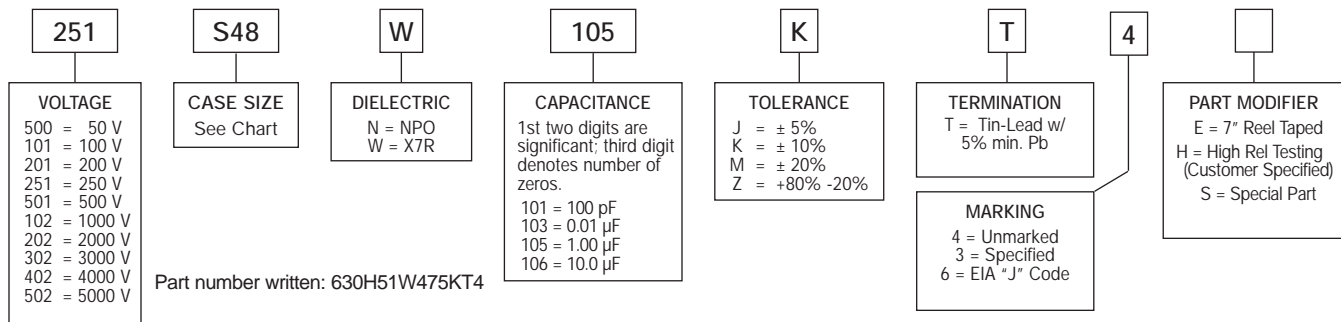 251 S48 W 105 K T 4
VOLTAGE
500 = 50 V
101 = 100 V
201 = 200 V
251 = 250 V
501 = 500 V
102 = 1000 V
202 = 2000 V
302 = 3000 V
402 = 4000 V
502 = 5000 V
CASE SIZE
See Chart
DIELECTRIC
N = NPO
W = X7R
CAPACITANCE
1st two digits are
significant; third digit
denotes number of
zeros.
101 = 100 pF
103 = 0.01 µF
105 = 1.00 µF
106 = 10.0 µF
TOLERANCE
J = ± 5%
K = ± 10%
M = ± 20%
Z = +80% -20%
TERMINATION
T = Tin-Lead w/
5% min. Pb
MARKING
4 = Unmarked
3 = Specified
6 = EIA "J" Code
PART MODIFIER
E = 7" Reel Taped
H = High Rel Testing
(Customer Specified)
S = Special Part
Part number written: 630H51W475KT4